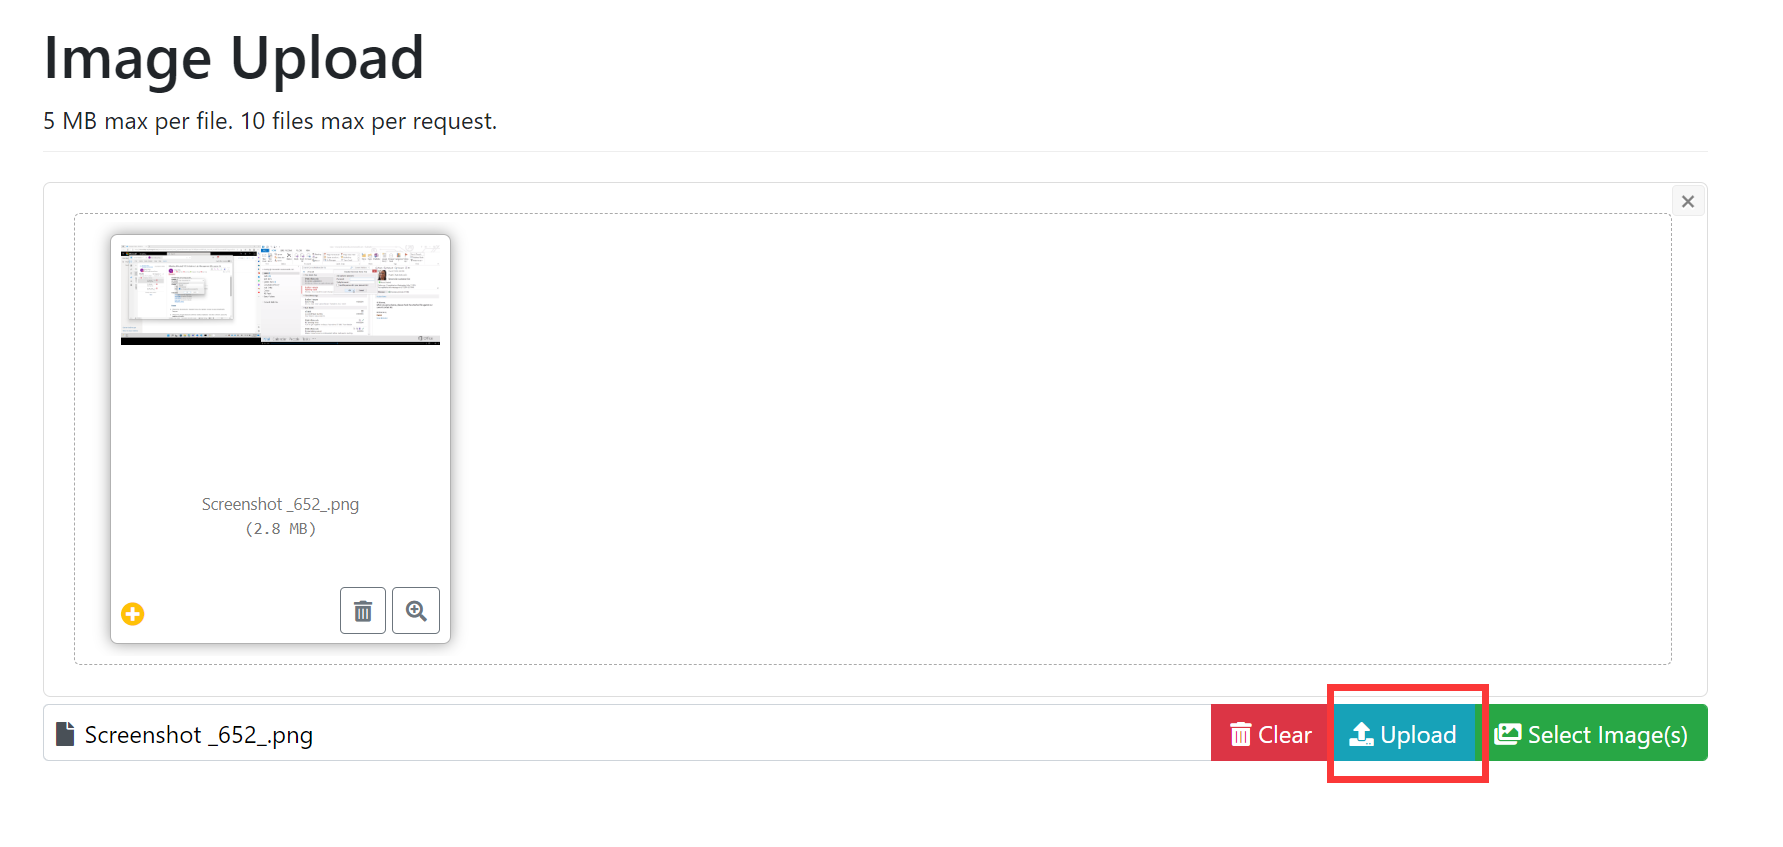 Image Upload
5 MB max per file. 10 files max per request.
Screenshot _652_.png
(2.8 MB)
Screenshot _652_.png
Clear
Upload
Select Image(s)